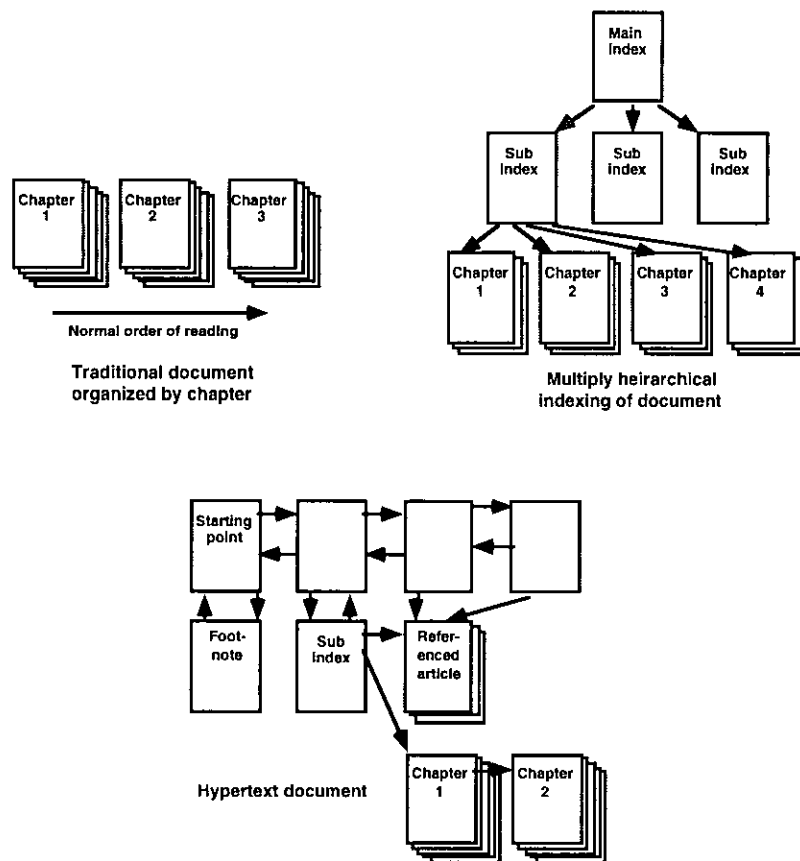 Chapter
1
Chapter
2
Chapter
3
Normal order of reading
Traditional document
organized by chapter
Main
Index
Sub
Index
Sub
Index
Sub
Index
Chapter
1
Chapter
2
Chapter
3
Chapter
4
Multiply heirarchical
indexing of document
Starting
point
Foot-
note
Sub
Index
Refer-
enced
article
Chapter
1
Chapter
2
Hypertext document